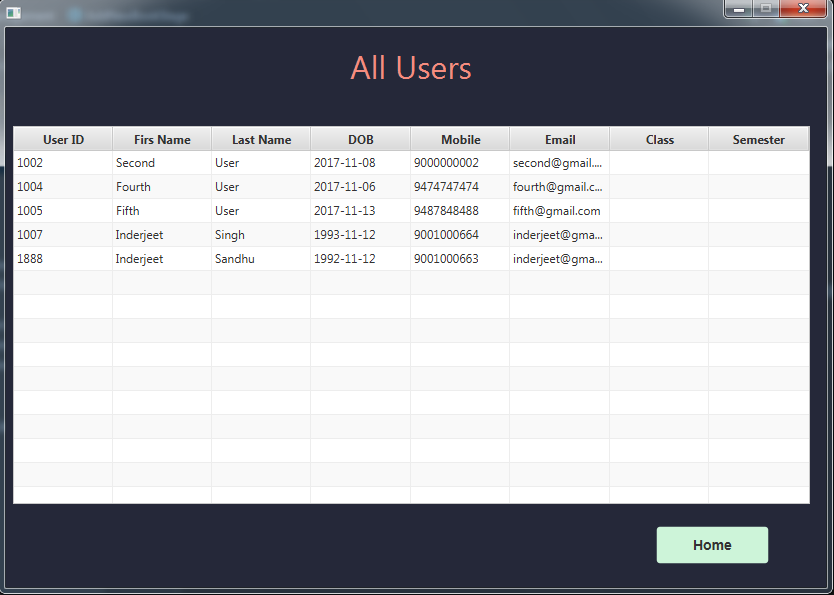 All Users
User ID Firs Name Last Name DOB Mobile Email Class Semester
1002 Second User 2017-11-08 9000000002 second@gmail....
1004 Fourth User 2017-11-06 9474747474 fourth@gmail.c...
1005 Fifth User 2017-11-13 9487848488 fifth@gmail.com
1007 Inderjeet Singh 1993-11-12 9001000664 inderjeet@gma...
1888 Inderjeet Sandhu 1992-11-12 9001000663 inderjeet@gma...
Home